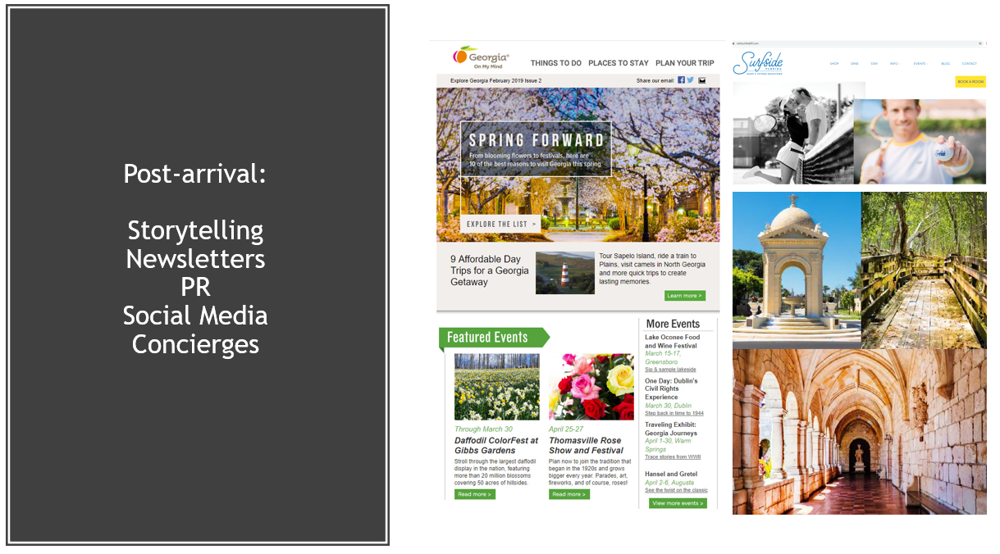 Post-arrival:
Storytelling
Newsletters
PR
Social Media
Concierges
Georgia®
On My Mind
THINGS TO DO PLACES TO STAY PLAN YOUR TRIP
Explore Georgia February 2019 Issue 2
Share our email:
SPRING FORWARD
From blooming flowers to festivals, here are
10 of the best reasons to visit Georgia this spring
EXPLORE THE LIST >
Macon
9 Affordable Day
Trips for a Georgia
Getaway
Tour Sapelo Island, ride a train to
Plains, visit camels in North Georgia
and more quick trips to create
lasting memories.
Learn more >
Featured Events
Through March 30
Daffodil ColorFest at
Gibbs Gardens
Stroll through the largest daffodil
display in the nation, featuring
more than 20 million blossoms
covering 50 acres of hillsides.
Read more >
April 25-27
Thomasville Rose
Show and Festival
Plan now to join the tradition that
began in the 1920s and grows
bigger every year. Parades, art,
fireworks, and of course, roses!
Read more >
More Events
Lake Oconee Food
and Wine Festival
March 15-17,
Greensboro
Sip & sample lakeside
One Day: Dublin's
Civil Rights
Experience
March 30, Dublin
Step back in time to 1944
Traveling Exhibit:
Georgia Journeys
April 1-30, Warm
Springs
Trace stories from WWII
Hansel and Gretel
April 2-6, Augusta
See the twist on the classic
View more events >
Surfside
FLORIDA
SHOP DINE STAY INFO EVENTS BLOG CONTACT
BOOK A ROOM
Surfside